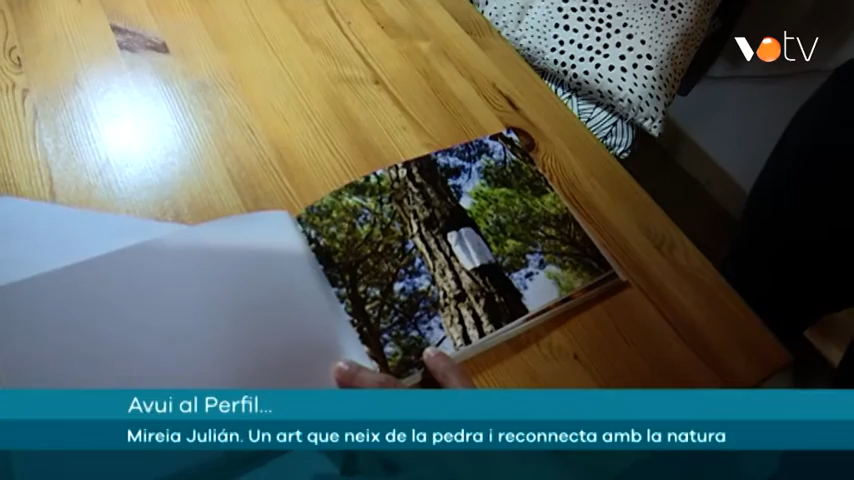 votv
Avui al Perfil...
Mireia Julián. Un art que neix de la pedra i reconnecta amb la natura